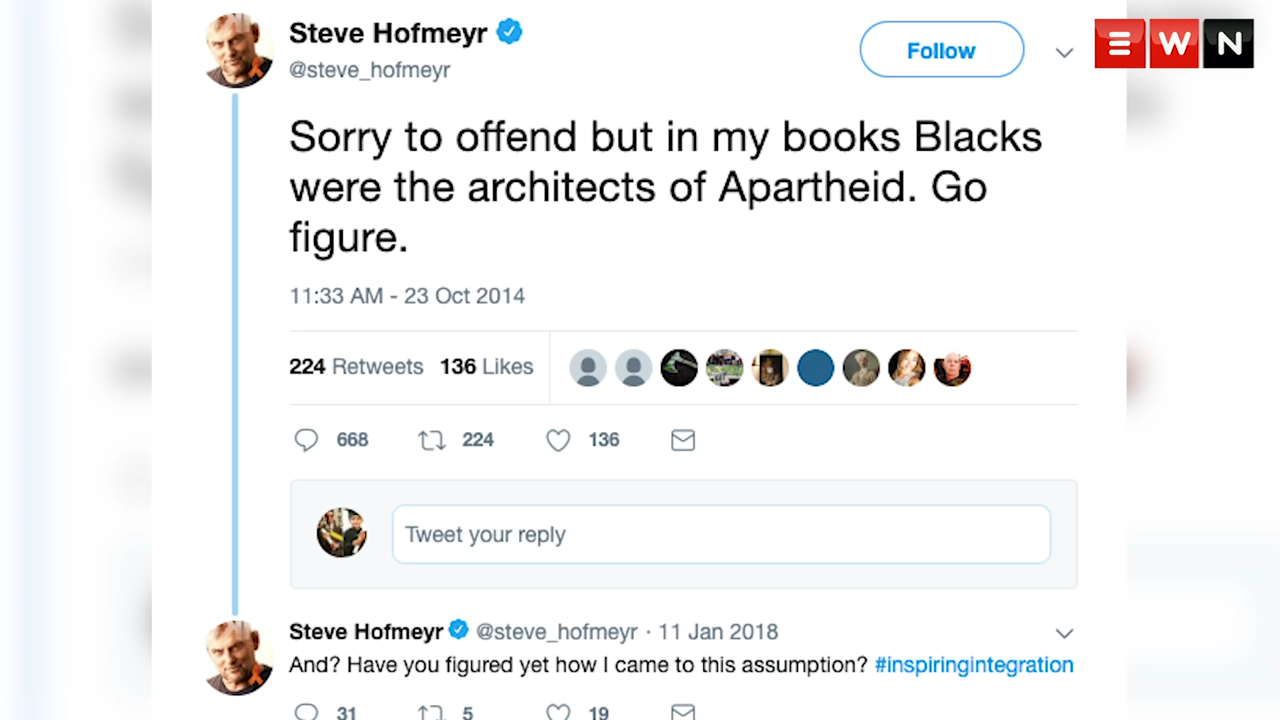 Steve Hofmeyr
@steve_hofmeyr
Follow
EWN
Sorry to offend but in my books Blacks
were the architects of Apartheid. Go
figure.
11:33 AM - 23 Oct 2014
224 Retweets 136 Likes
668 224 136
Tweet your reply
Steve Hofmeyr @steve_hofmeyr · 11 Jan 2018
And? Have you figured yet how I came to this assumption? #inspiringintegration
31 5 19